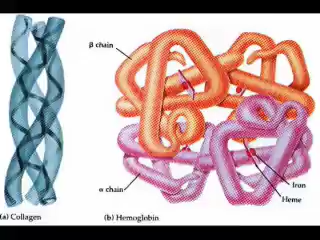 β chain
α chain
Iron
Heme
(a) Collagen
(b) Hemoglobin